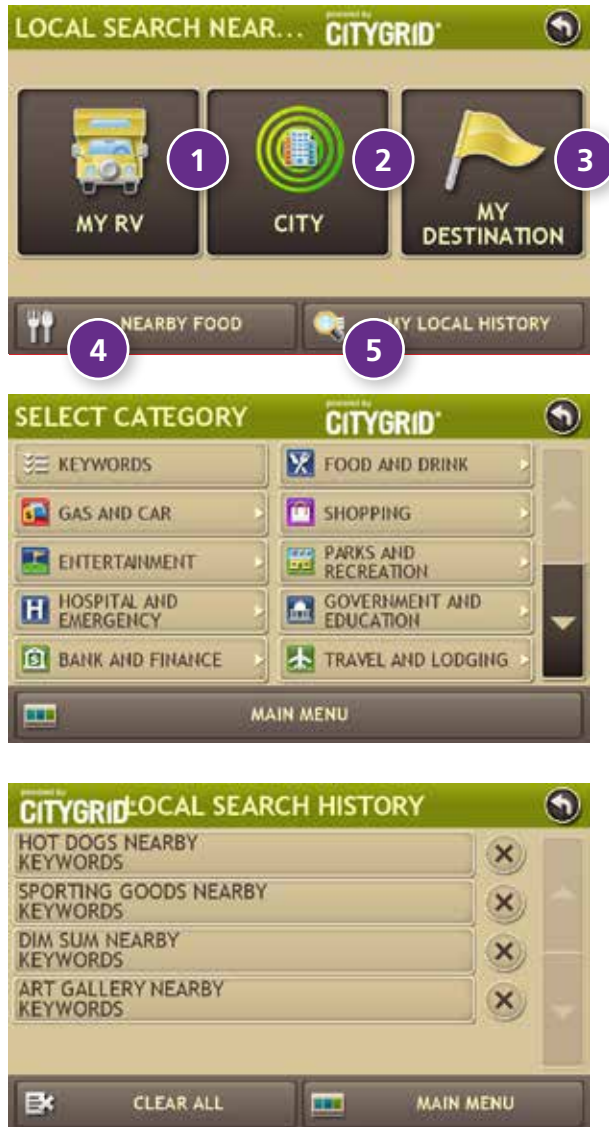 LOCAL SEARCH NEAR... powered by CITYGRID
1
2
3
MY RV
CITY
MY
DESTINATION
NEARBY FOOD
MY LOCAL HISTORY
4
5
SELECT CATEGORY powered by CITYGRID
KEYWORDS
FOOD AND DRINK
GAS AND CAR
SHOPPING
ENTERTAINMENT
PARKS AND
RECREATION
H
HOSPITAL AND
EMERGENCY
GOVERNMENT AND
EDUCATION
$
BANK AND FINANCE
TRAVEL AND LODGING
MAIN MENU
powered by
CITYGRID LOCAL SEARCH HISTORY
HOT DOGS NEARBY
KEYWORDS
SPORTING GOODS NEARBY
KEYWORDS
DIM SUM NEARBY
KEYWORDS
ART GALLERY NEARBY
KEYWORDS
CLEAR ALL
MAIN MENU